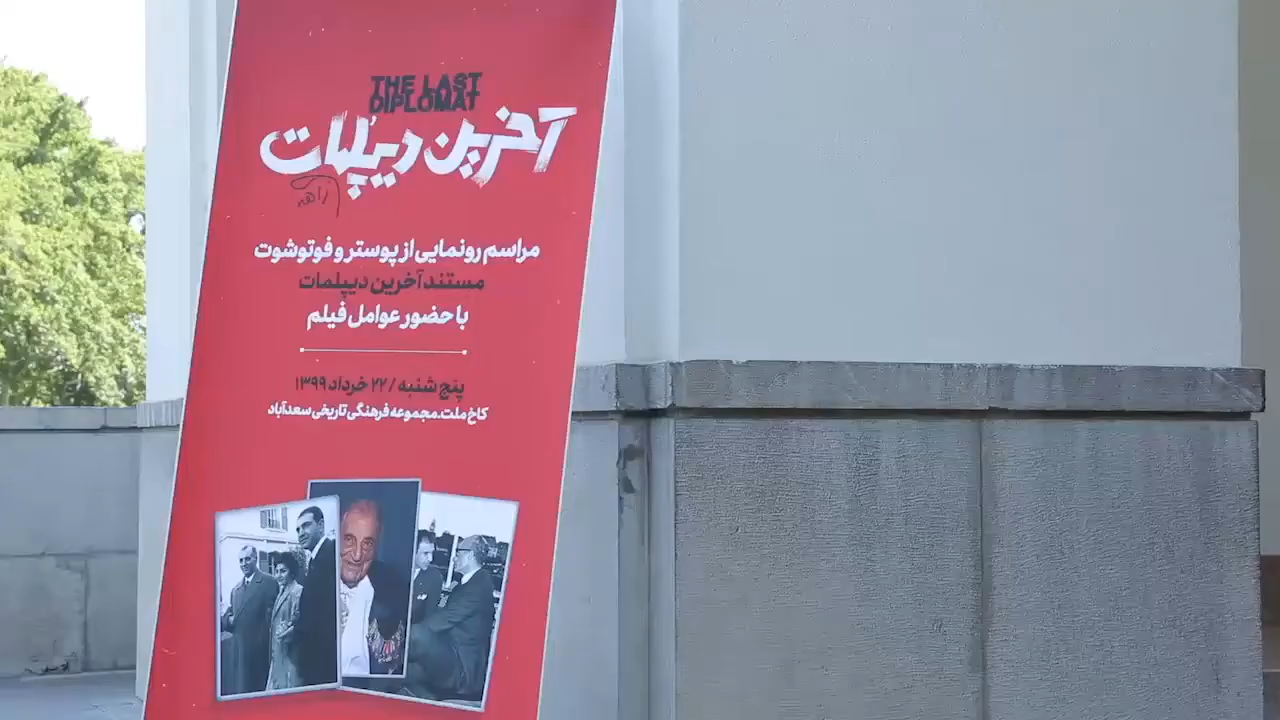 THE LAST
DIPLOMAT
آخرین دیپلمات
زاهدی
مراسم رونمایی از پوستر و فوتوشوت
مستند آخرین دیپلمات
با حضور عوامل فیلم
پنج شنبه / ۲۲ خرداد ۱۳۹۹
کاخ ملت. مجموعه فرهنگی تاریخی سعدآباد